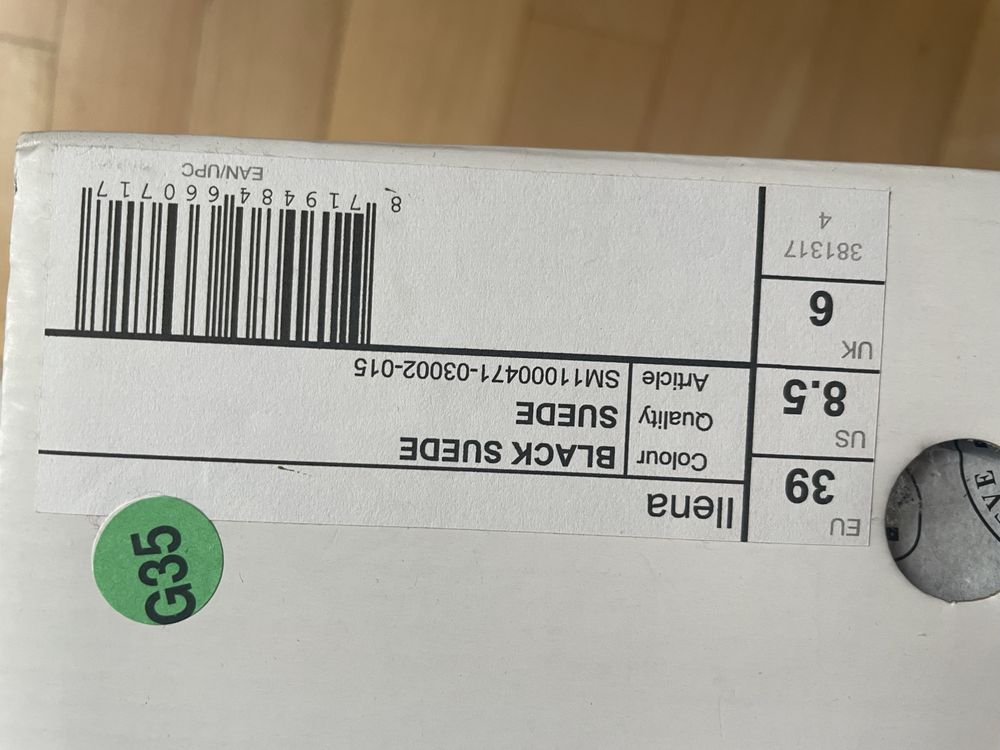 Ilena
Colour BLACK SUEDE
Quality SUEDE
Article SM11000471-03002-015
EU
39
US
8.5
UK
6
381317
4
8 719484 660717
EAN/UPC
G35